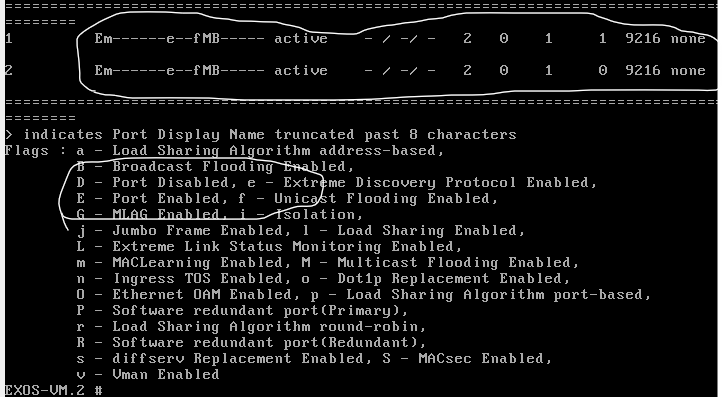 ================================================================================
========
1          Em------e--fMB----- active    - / -/ -   2   0    1     1  9216 none
2          Em------e--fMB----- active    - / -/ -   2   0    1     0  9216 none
================================================================================
========
> indicates Port Display Name truncated past 8 characters
Flags : a - Load Sharing Algorithm address-based,
        B - Broadcast Flooding Enabled,
        D - Port Disabled, e - Extreme Discovery Protocol Enabled,
        E - Port Enabled, f - Unicast Flooding Enabled,
        G - MLAG Enabled, i - Isolation,
        j - Jumbo Frame Enabled, l - Load Sharing Enabled,
        L - Extreme Link Status Monitoring Enabled,
        m - MACLearning Enabled, M - Multicast Flooding Enabled,
        n - Ingress TOS Enabled, o - Dot1p Replacement Enabled,
        O - Ethernet OAM Enabled, p - Load Sharing Algorithm port-based,
        P - Software redundant port(Primary),
        r - Load Sharing Algorithm round-robin,
        R - Software redundant port(Redundant),
        s - diffserv Replacement Enabled, S - MACsec Enabled,
        v - Vman Enabled
EXOS-VM.2 #